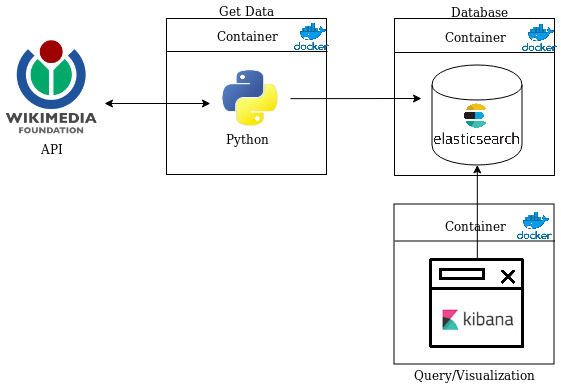 Get Data
Container
docker
Database
Container
docker
WIKIMEDIA
FOUNDATION
API
Python
elasticsearch
Container
docker
kibana
Query/Visualization